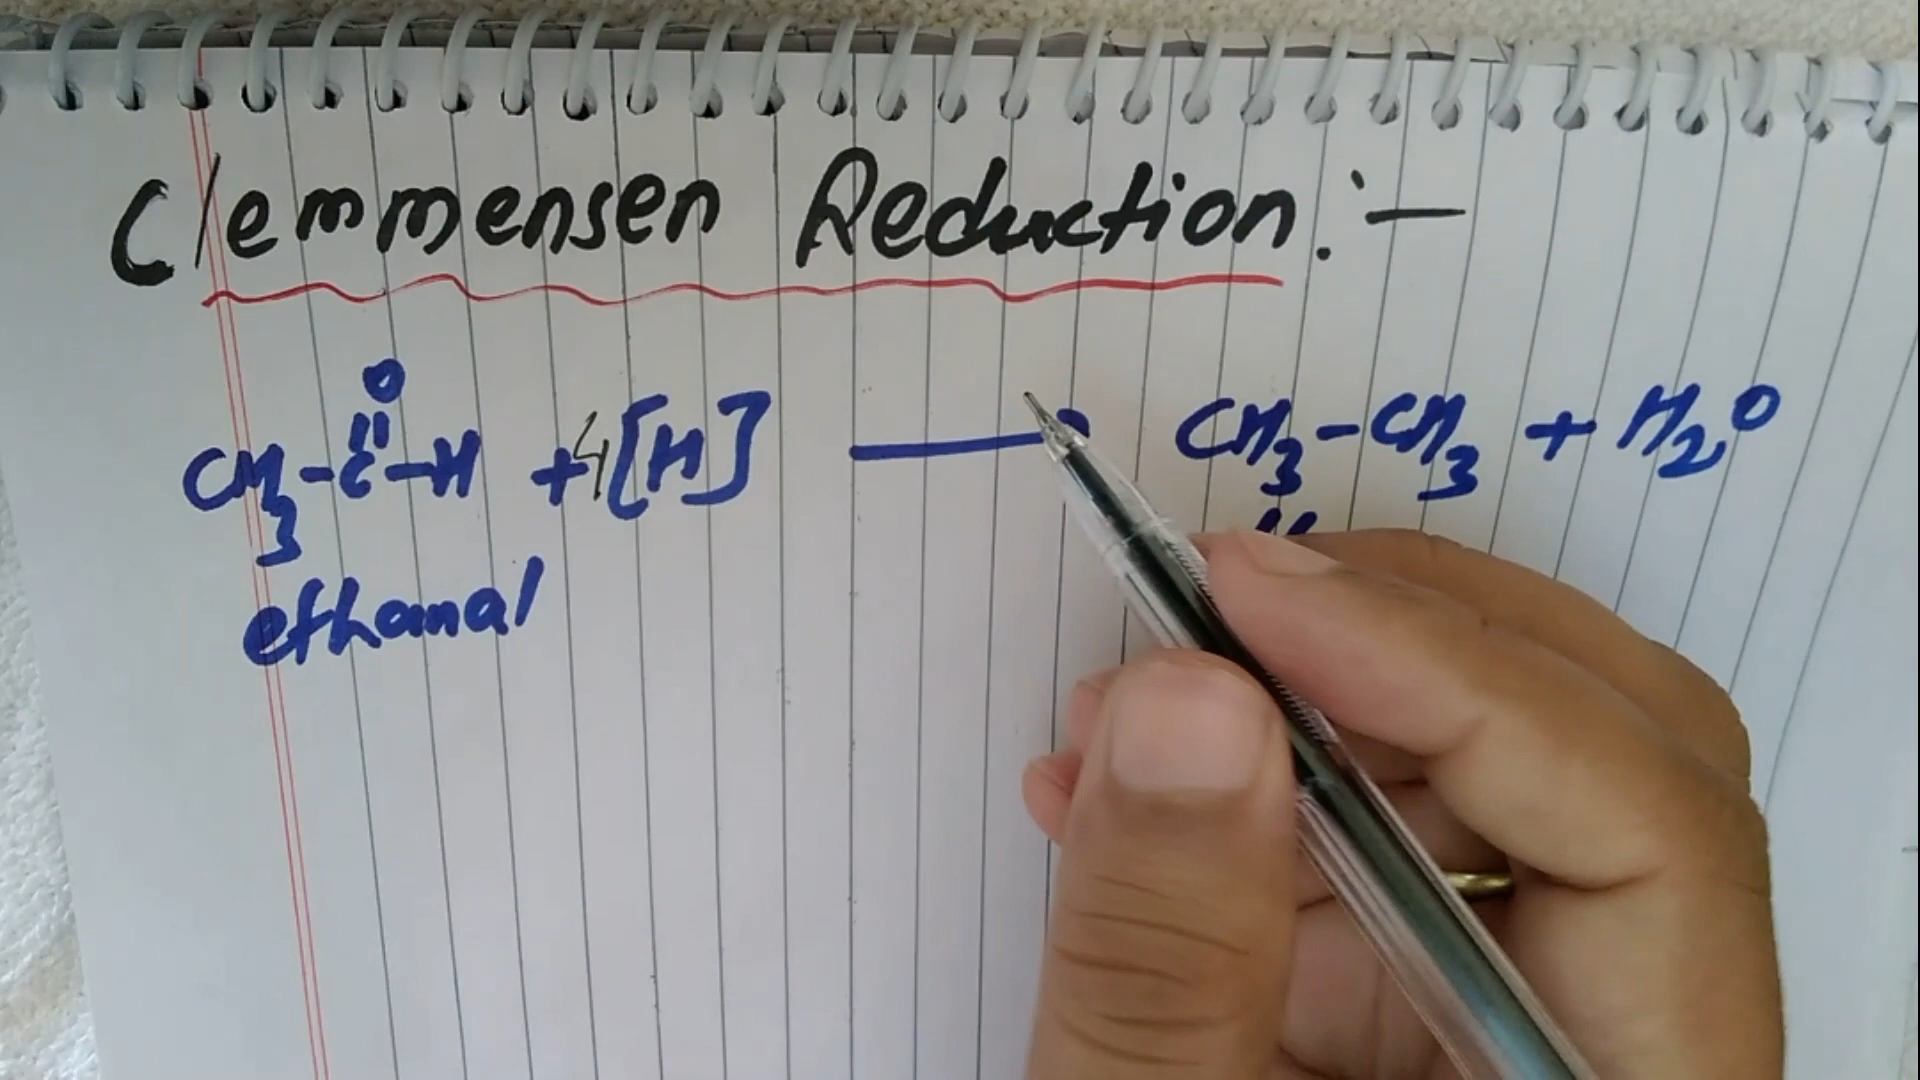 Clemmensen Reduction :-
O
CH3-C-H +4[H] → CH3-CH3 + H2O
ethanal